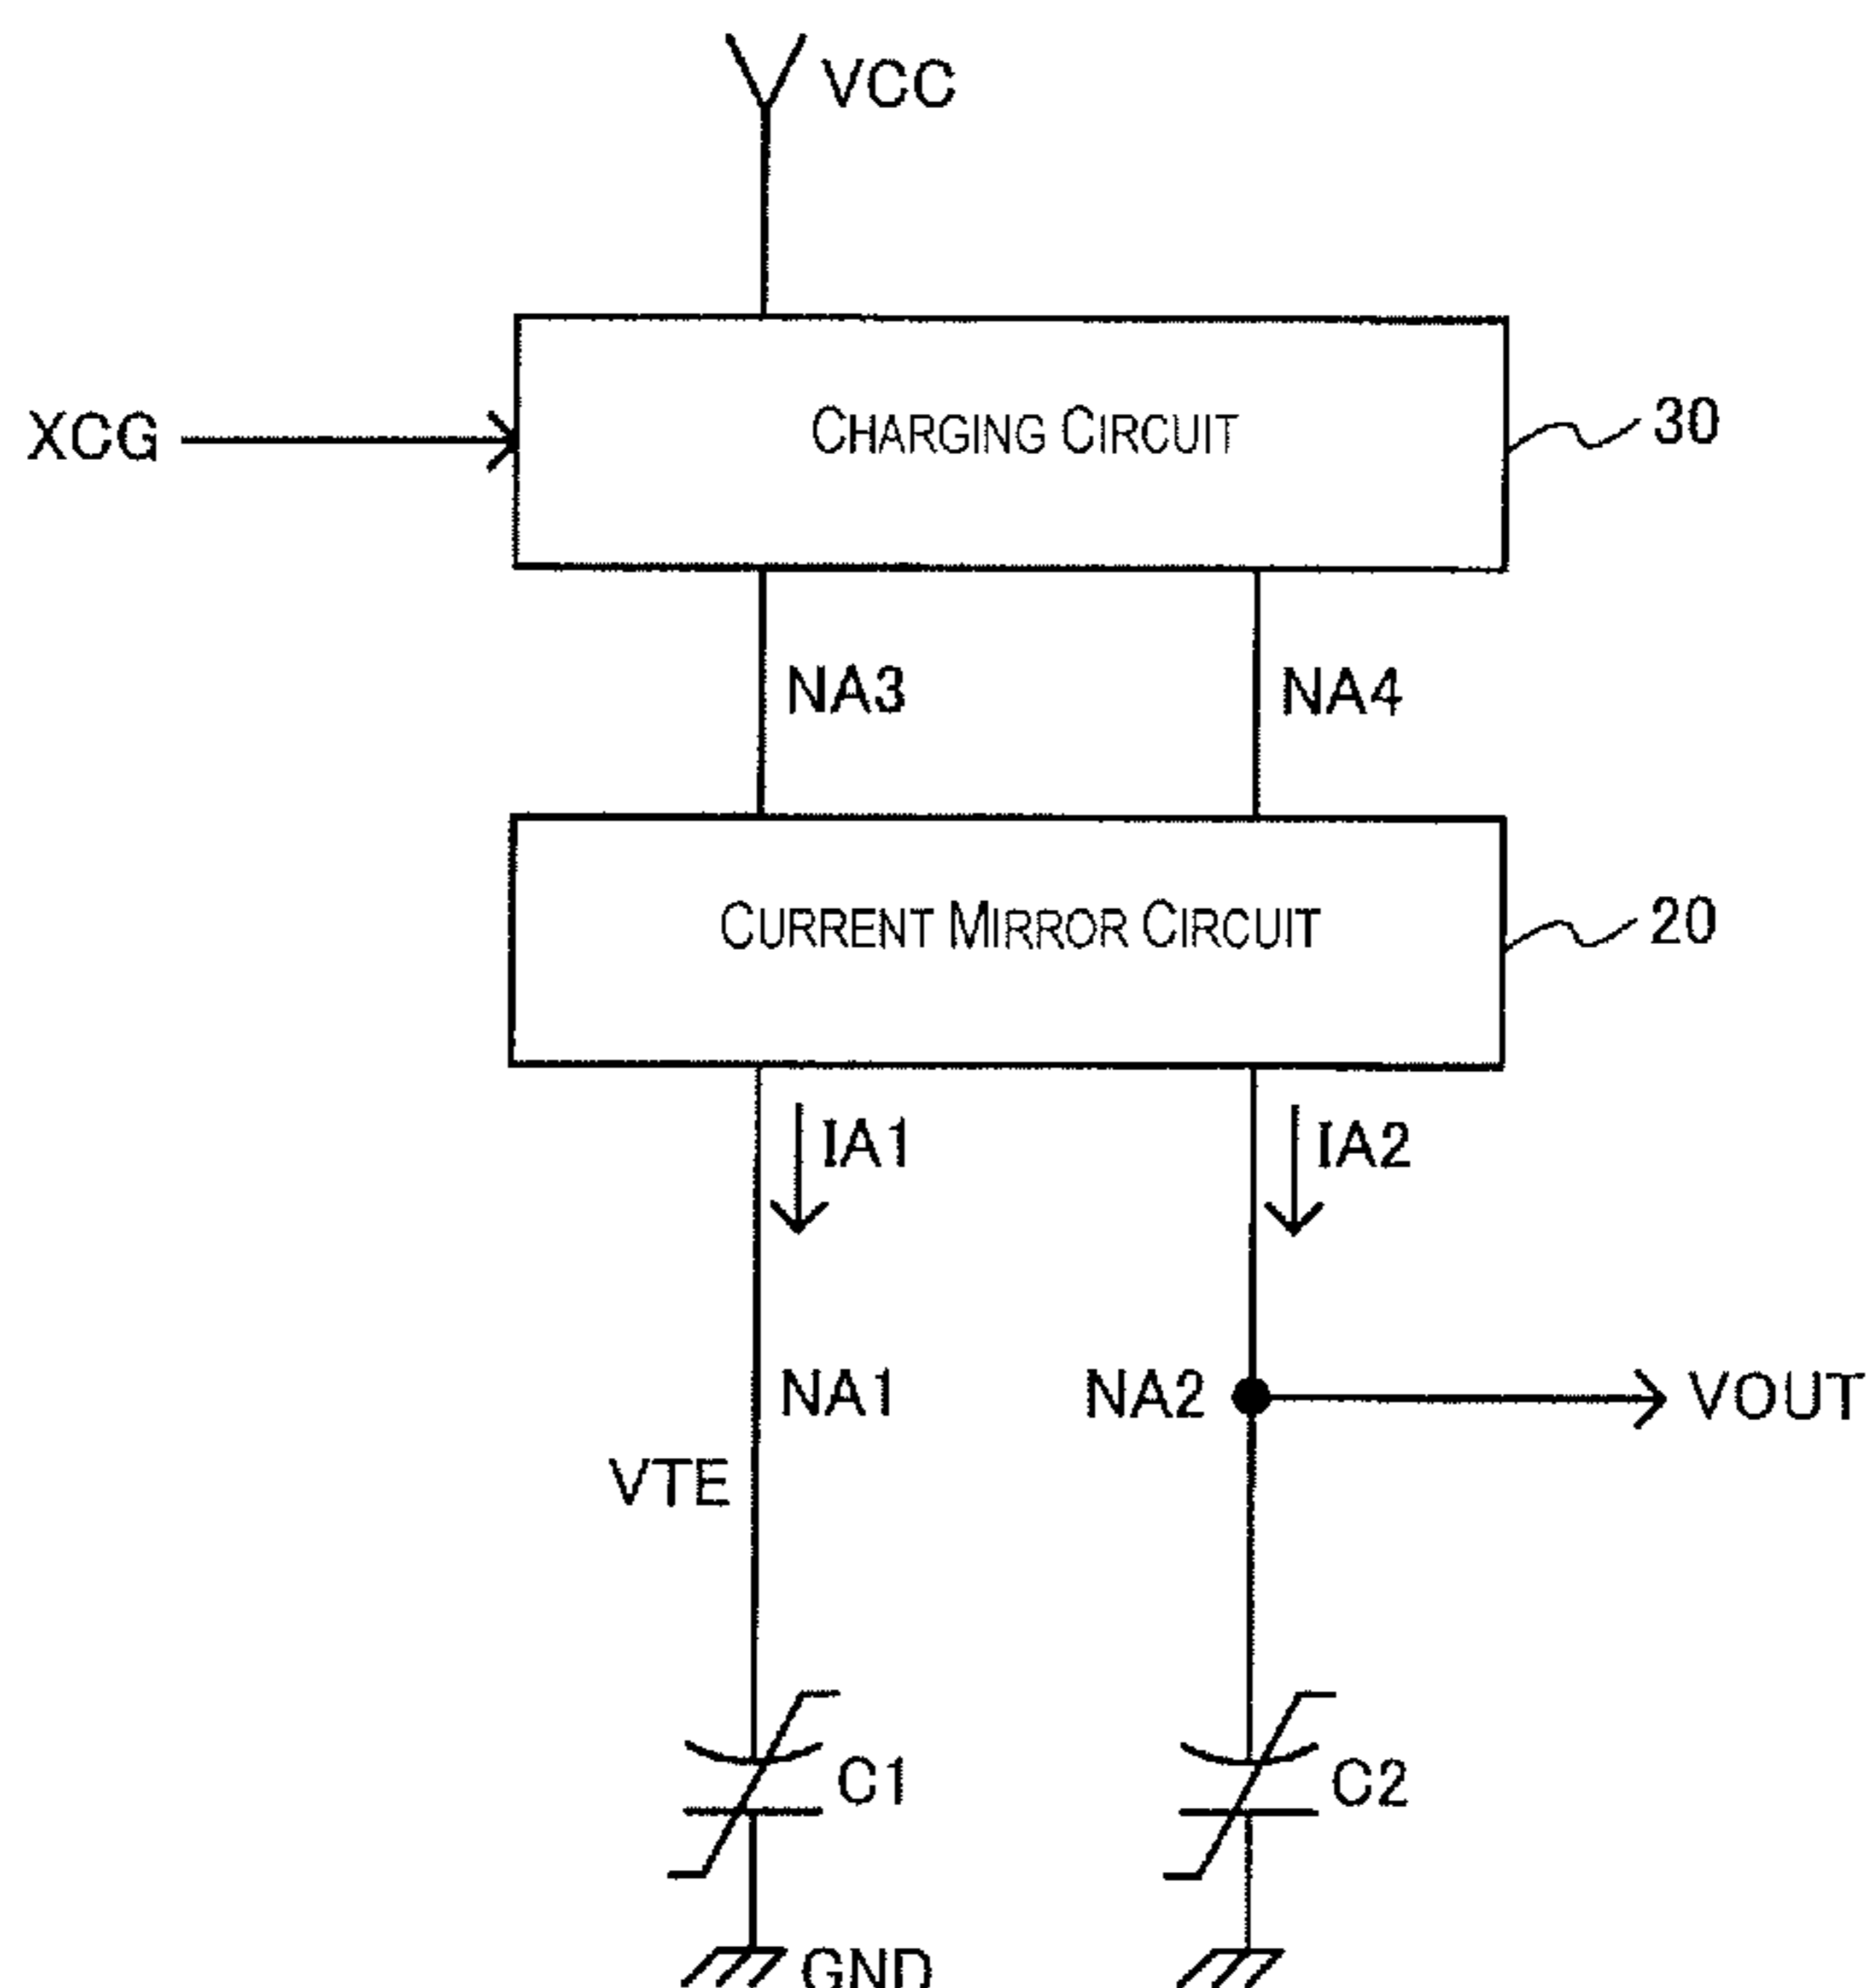 VCC
XCG
CHARGING CIRCUIT
30
NA3
NA4
CURRENT MIRROR CIRCUIT
20
IA1
IA2
NA1
NA2
VOUT
VTE
C1
C2
GND